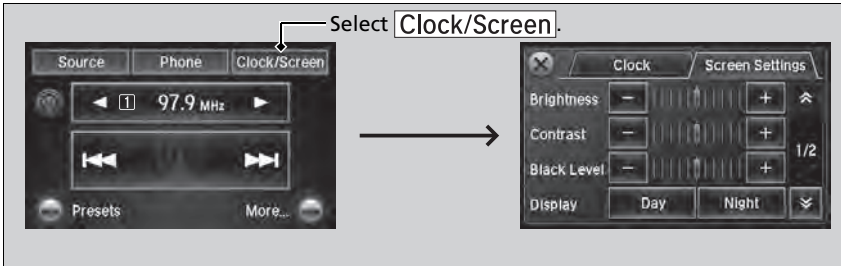 Select Clock/Screen.
Source Phone Clock/Screen
1 97.9 MHz
Presets More...
Clock Screen Settings
Brightness − +
Contrast − +
1/2
Black Level − +
Display Day Night